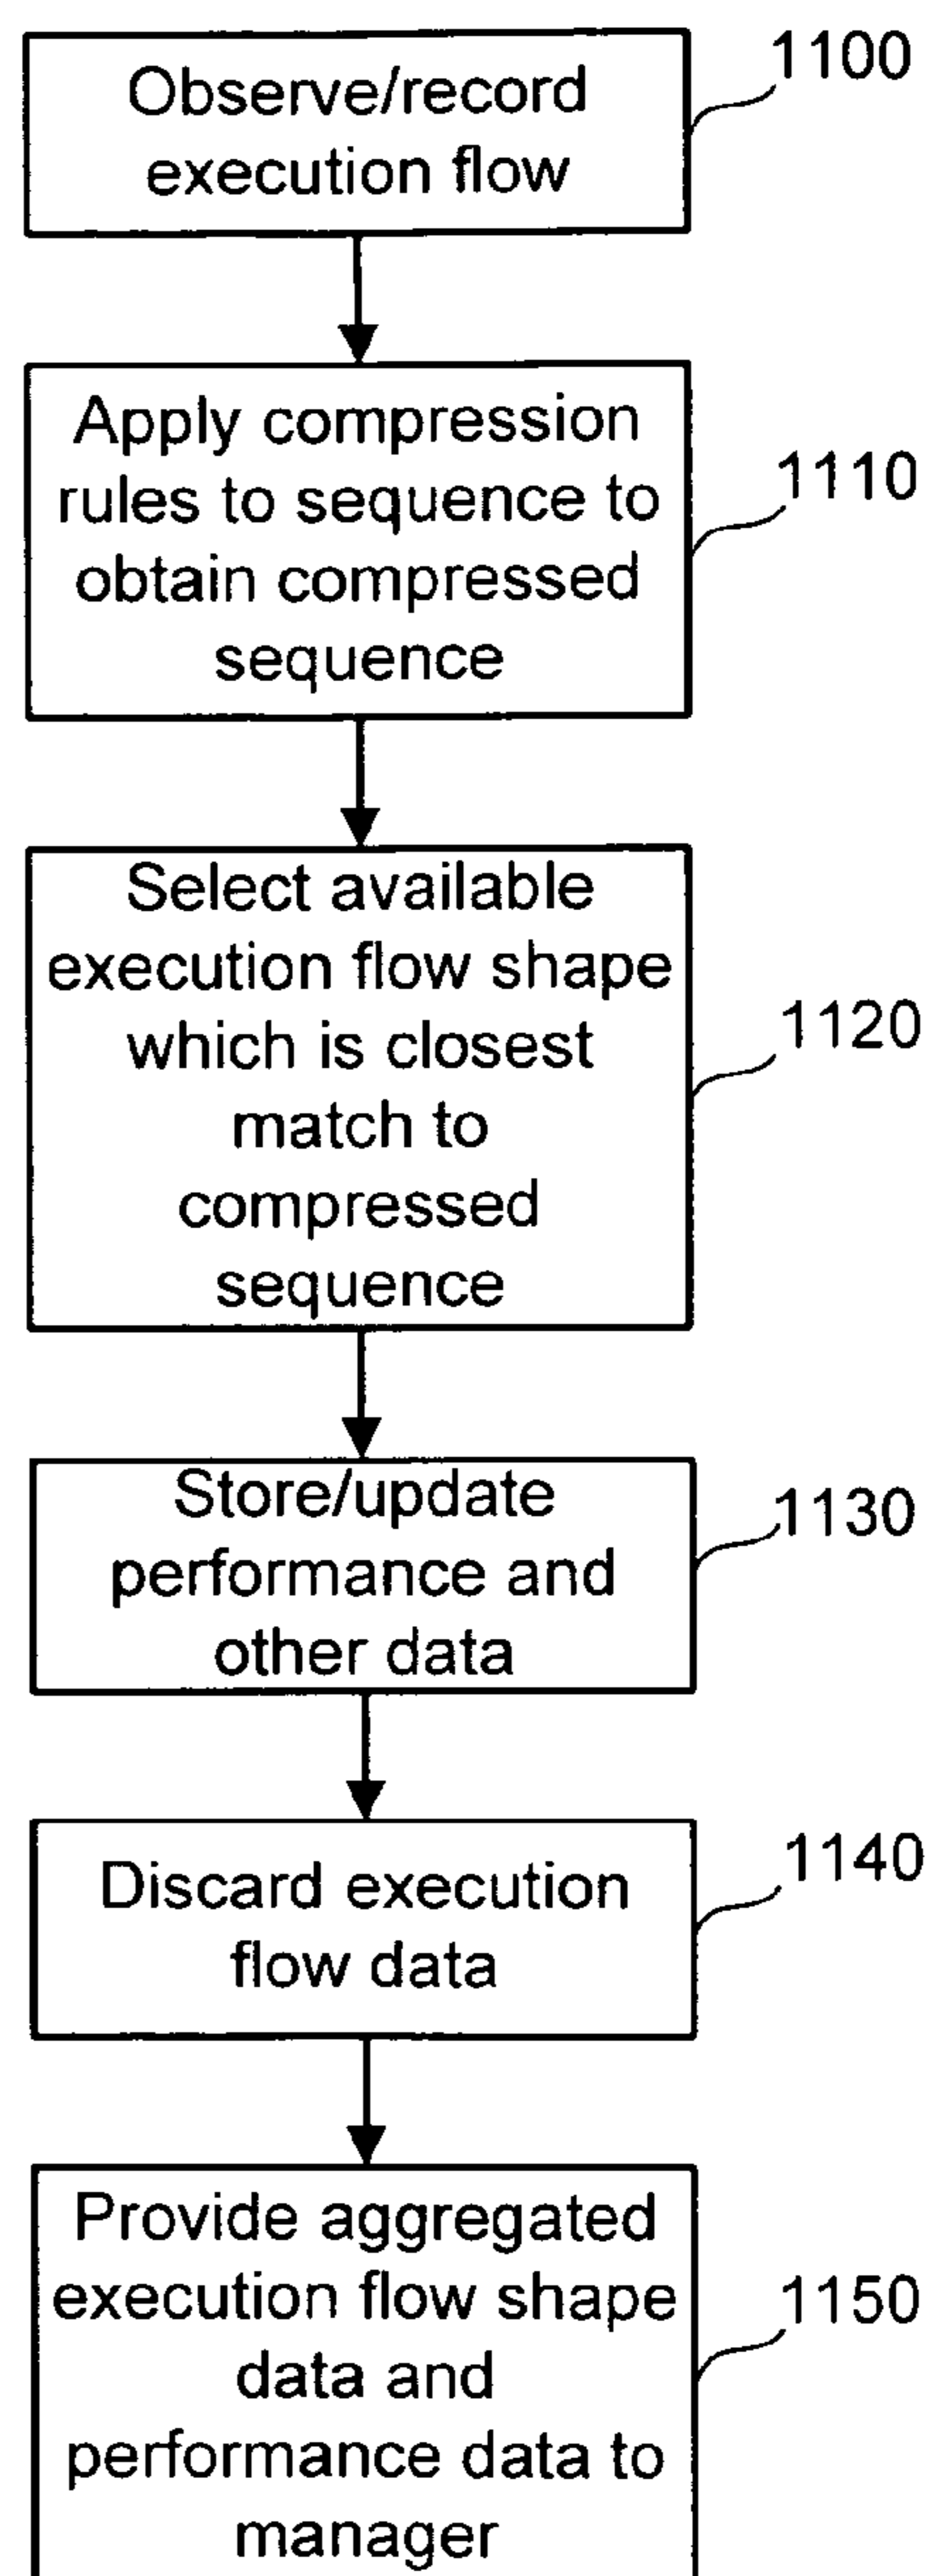 Observe/record
execution flow
1100
Apply compression
rules to sequence to
obtain compressed
sequence
1110
Select available
execution flow shape
which is closest
match to
compressed
sequence
1120
Store/update
performance and
other data
1130
Discard execution
flow data
1140
Provide aggregated
execution flow shape
data and
performance data to
manager
1150